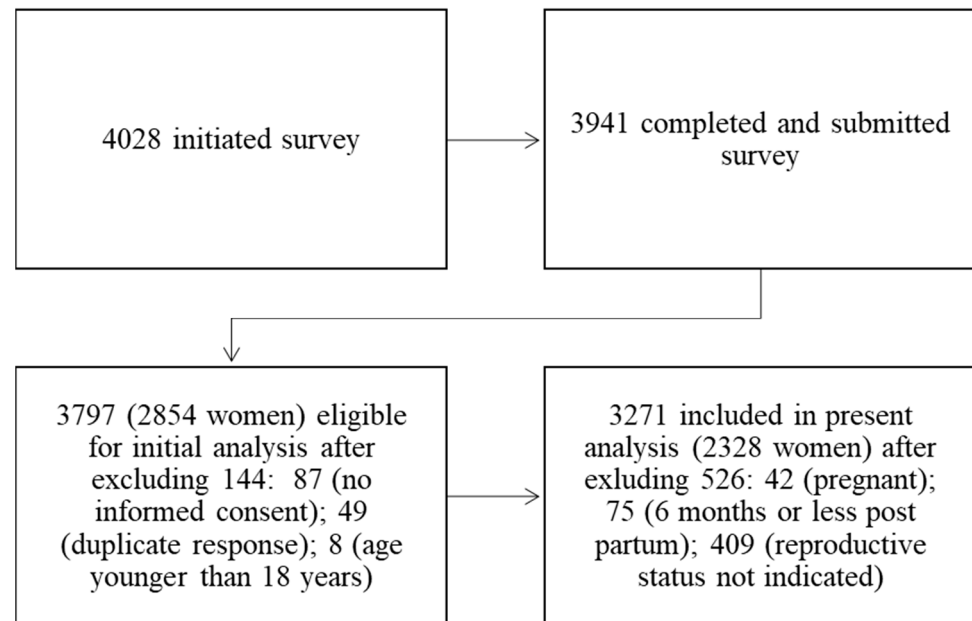 4028 initiated survey
3941 completed and submitted
survey
3797 (2854 women) eligible
for initial analysis after
excluding 144: 87 (no
informed consent); 49
(duplicate response); 8 (age
younger than 18 years)
3271 included in present
analysis (2328 women) after
exluding 526: 42 (pregnant);
75 (6 months or less post
partum); 409 (reproductive
status not indicated)